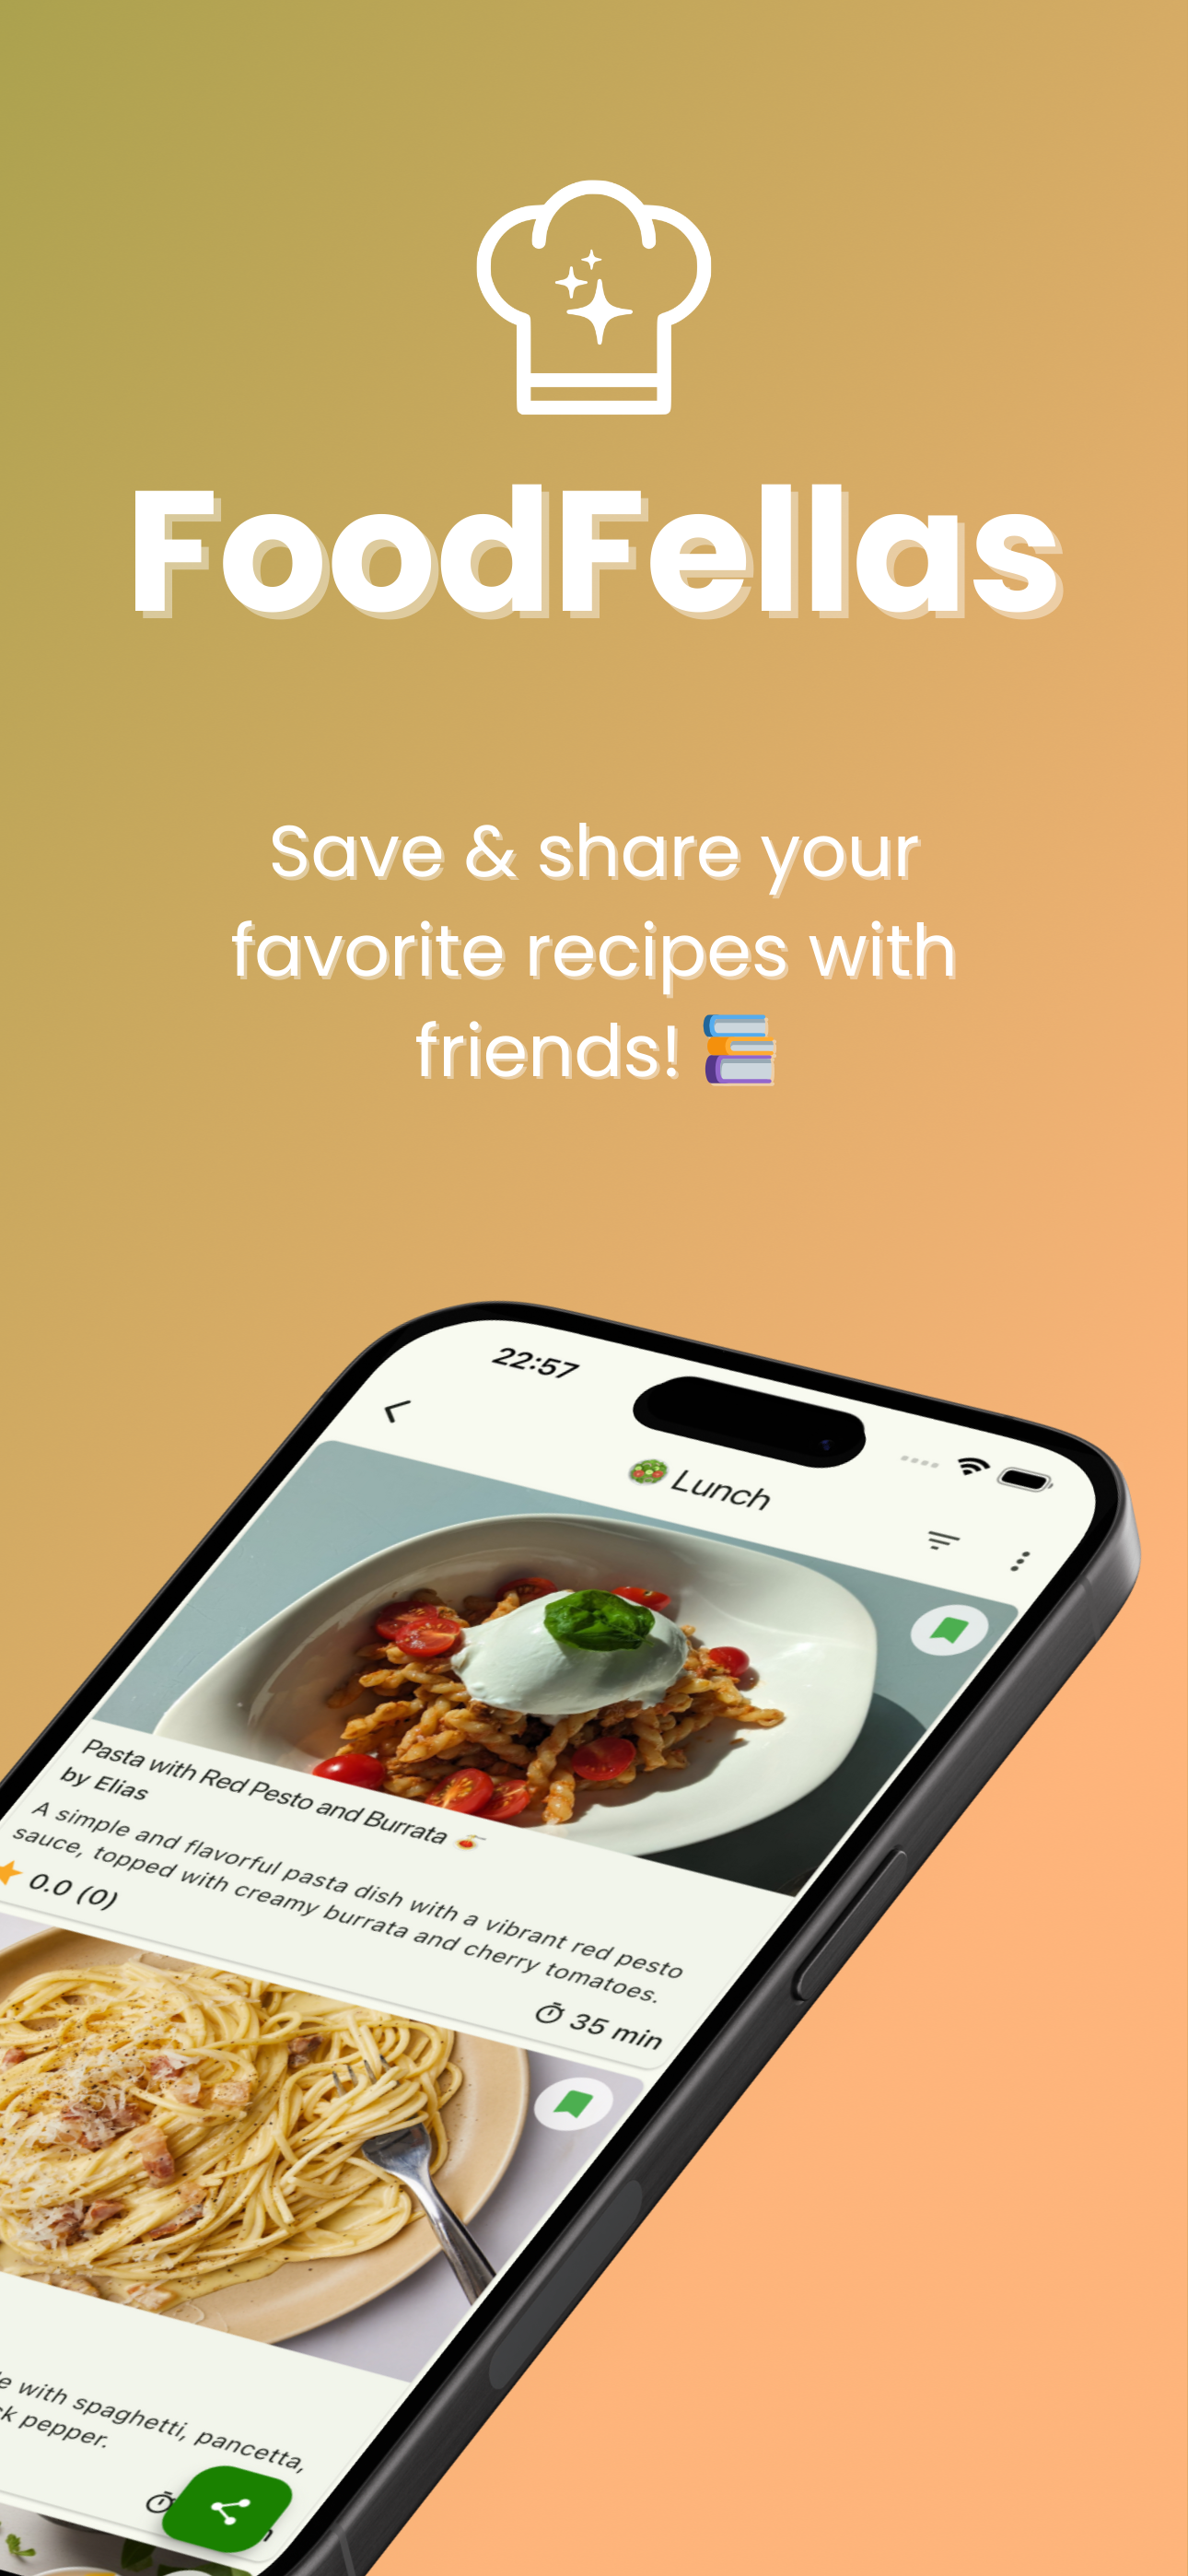 FoodFellas
Save & share your
favorite recipes with
friends! 📚
22:57
🥗 Lunch
Pasta with Red Pesto and Burrata 🍝
by Elias
A simple and flavorful pasta dish with a vibrant red pesto
sauce, topped with creamy burrata and cherry tomatoes.
0.0 (0)
35 min
with spaghetti, pancetta,
pepper.